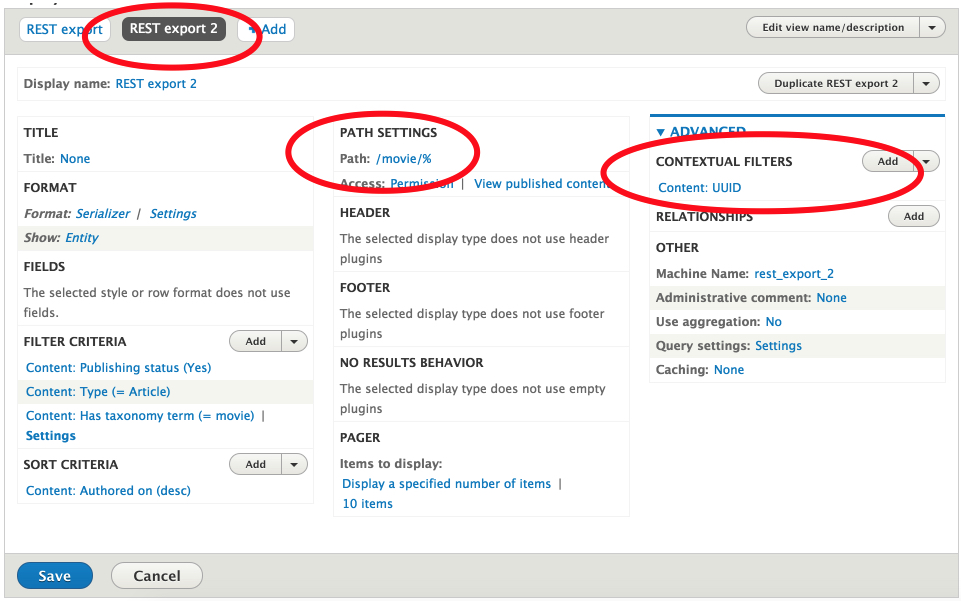 REST export
REST export 2
+ Add
Edit view name/description
Display name: REST export 2
Duplicate REST export 2
TITLE
Title: None
FORMAT
Format: Serializer | Settings
Show: Entity
FIELDS
The selected style or row format does not use
fields.
FILTER CRITERIA
Add
Content: Publishing status (Yes)
Content: Type (= Article)
Content: Has taxonomy term (= movie) |
Settings
SORT CRITERIA
Add
Content: Authored on (desc)
PATH SETTINGS
Path: /movie/%
Access: Permission | View published content
HEADER
The selected display type does not use header
plugins
FOOTER
The selected display type does not use footer
plugins
NO RESULTS BEHAVIOR
The selected display type does not use empty
plugins
PAGER
Items to display:
Display a specified number of items |
10 items
▼ ADVANCED
CONTEXTUAL FILTERS
Add
Content: UUID
RELATIONSHIPS
Add
OTHER
Machine Name: rest_export_2
Administrative comment: None
Use aggregation: No
Query settings: Settings
Caching: None
Save
Cancel